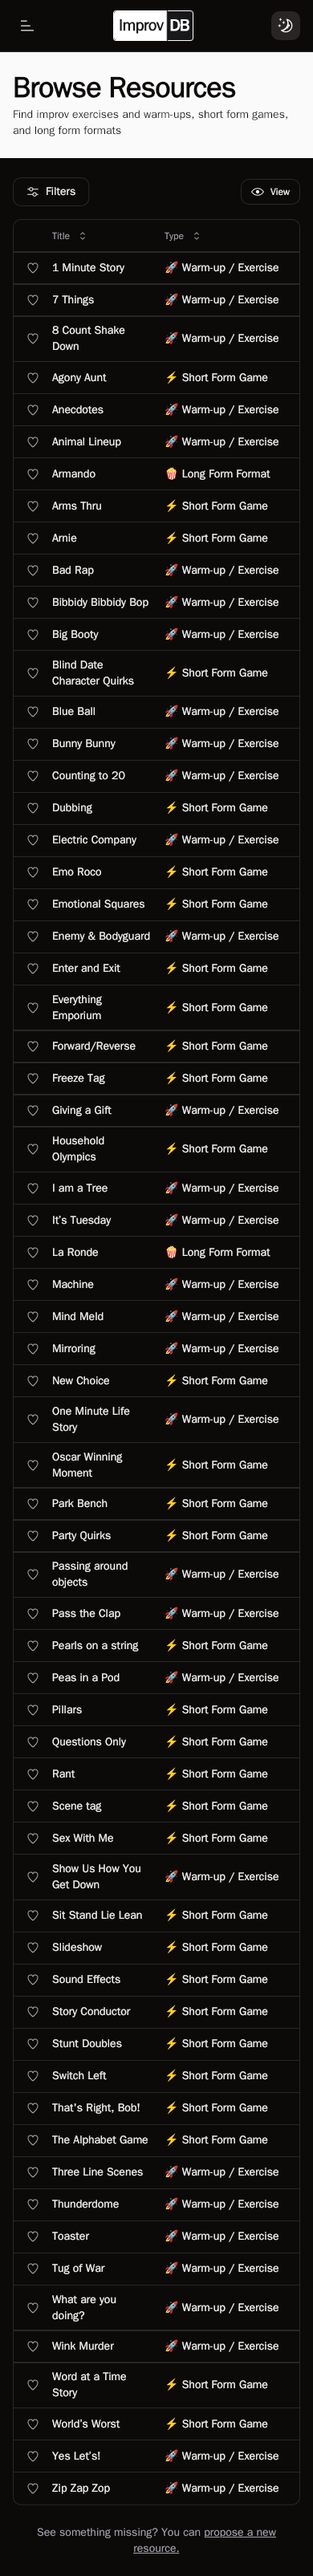 Improv DB
Browse Resources
Find improv exercises and warm-ups, short form games,
and long form formats
Filters
View
Title Type
1 Minute Story 🚀 Warm-up / Exercise
7 Things 🚀 Warm-up / Exercise
8 Count Shake
Down 🚀 Warm-up / Exercise
Agony Aunt ⚡ Short Form Game
Anecdotes 🚀 Warm-up / Exercise
Animal Lineup 🚀 Warm-up / Exercise
Armando 🍿 Long Form Format
Arms Thru ⚡ Short Form Game
Arnie ⚡ Short Form Game
Bad Rap 🚀 Warm-up / Exercise
Bibbidy Bibbidy Bop 🚀 Warm-up / Exercise
Big Booty 🚀 Warm-up / Exercise
Blind Date
Character Quirks ⚡ Short Form Game
Blue Ball 🚀 Warm-up / Exercise
Bunny Bunny 🚀 Warm-up / Exercise
Counting to 20 🚀 Warm-up / Exercise
Dubbing ⚡ Short Form Game
Electric Company 🚀 Warm-up / Exercise
Emo Roco ⚡ Short Form Game
Emotional Squares ⚡ Short Form Game
Enemy & Bodyguard 🚀 Warm-up / Exercise
Enter and Exit ⚡ Short Form Game
Everything
Emporium ⚡ Short Form Game
Forward/Reverse ⚡ Short Form Game
Freeze Tag ⚡ Short Form Game
Giving a Gift 🚀 Warm-up / Exercise
Household
Olympics ⚡ Short Form Game
I am a Tree 🚀 Warm-up / Exercise
It's Tuesday 🚀 Warm-up / Exercise
La Ronde 🍿 Long Form Format
Machine 🚀 Warm-up / Exercise
Mind Meld 🚀 Warm-up / Exercise
Mirroring 🚀 Warm-up / Exercise
New Choice ⚡ Short Form Game
One Minute Life
Story 🚀 Warm-up / Exercise
Oscar Winning
Moment ⚡ Short Form Game
Park Bench ⚡ Short Form Game
Party Quirks ⚡ Short Form Game
Passing around
objects 🚀 Warm-up / Exercise
Pass the Clap 🚀 Warm-up / Exercise
Pearls on a string ⚡ Short Form Game
Peas in a Pod 🚀 Warm-up / Exercise
Pillars ⚡ Short Form Game
Questions Only ⚡ Short Form Game
Rant ⚡ Short Form Game
Scene tag ⚡ Short Form Game
Sex With Me ⚡ Short Form Game
Show Us How You
Get Down 🚀 Warm-up / Exercise
Sit Stand Lie Lean ⚡ Short Form Game
Slideshow ⚡ Short Form Game
Sound Effects ⚡ Short Form Game
Story Conductor ⚡ Short Form Game
Stunt Doubles ⚡ Short Form Game
Switch Left ⚡ Short Form Game
That's Right, Bob! ⚡ Short Form Game
The Alphabet Game ⚡ Short Form Game
Three Line Scenes 🚀 Warm-up / Exercise
Thunderdome 🚀 Warm-up / Exercise
Toaster 🚀 Warm-up / Exercise
Tug of War 🚀 Warm-up / Exercise
What are you
doing? 🚀 Warm-up / Exercise
Wink Murder 🚀 Warm-up / Exercise
Word at a Time
Story ⚡ Short Form Game
World's Worst ⚡ Short Form Game
Yes Let's! 🚀 Warm-up / Exercise
Zip Zap Zop 🚀 Warm-up / Exercise
See something missing? You can propose a new
resource.